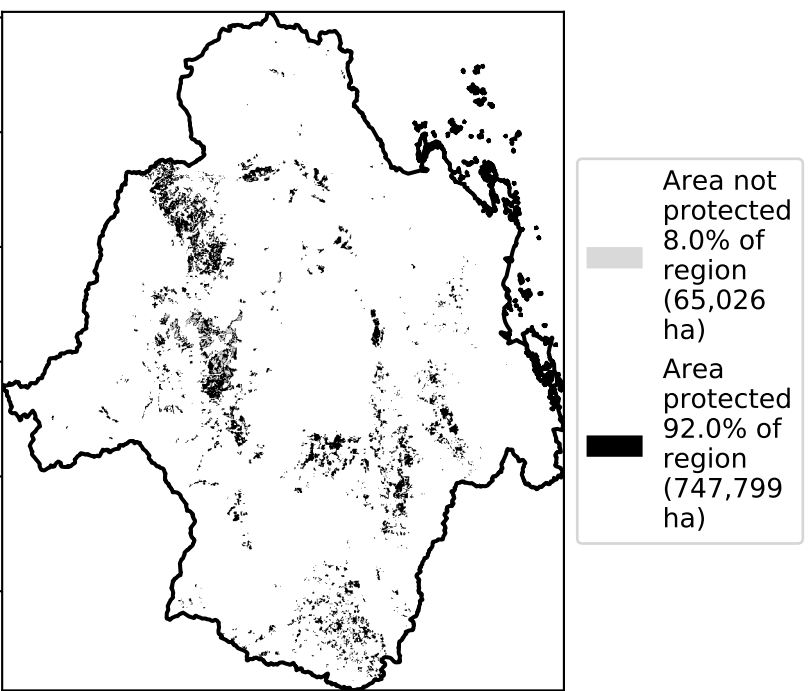 Area not
protected
8.0% of
region
(65,026
ha)
Area
protected
92.0% of
region
(747,799
ha)